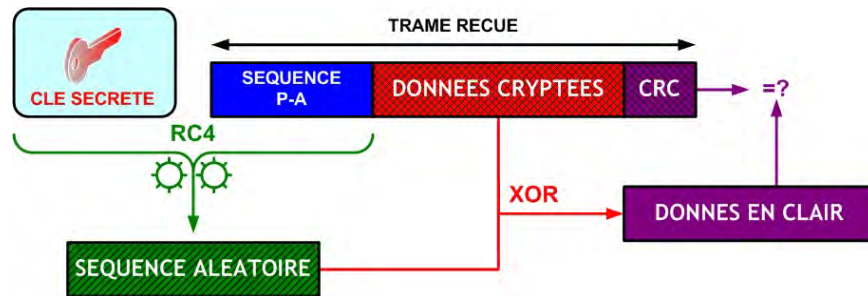 TRAME RECUE
CLE SECRETE
SEQUENCE
P-A
DONNEES CRYPTEES
CRC
=?
RC4
XOR
DONNES EN CLAIR
SEQUENCE ALEATOIRE